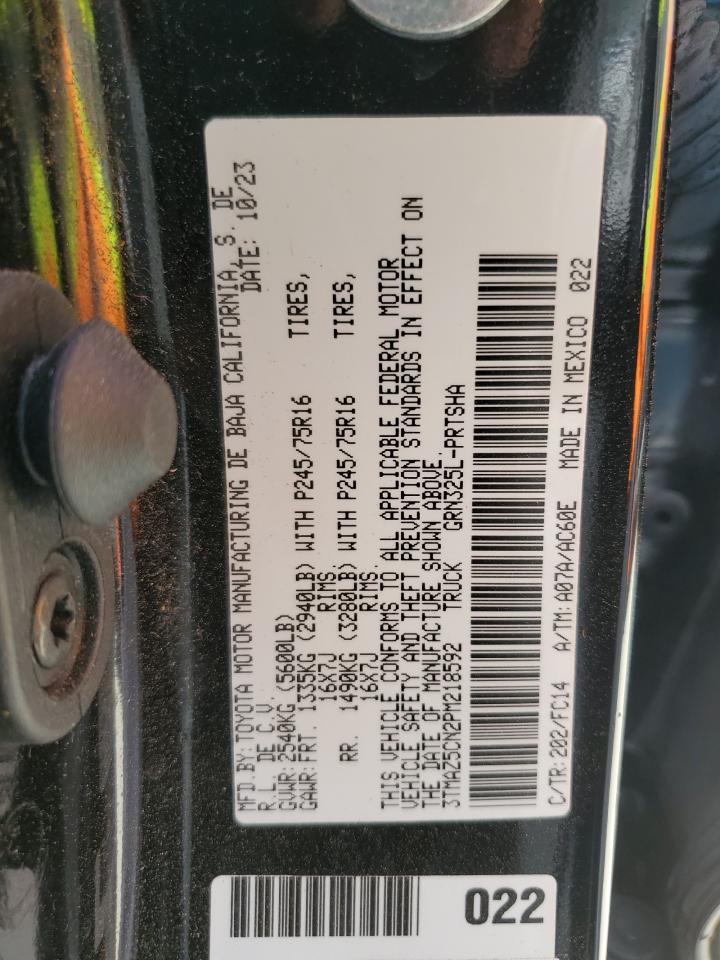 MFD.BY:TOYOTA MOTOR MANUFACTURING DE BAJA CALIFORNIA, S. DE
R.L. DE C.V. DATE: 10/23
GVWR:2540KG (5600LB)
GAWR:FRT. 1335KG (2940LB) WITH P245/75R16 TIRES,
16X7J RIMS.
RR. 1490KG (3280LB) WITH P245/75R16 TIRES,
16X7J RIMS.
THIS VEHICLE CONFORMS TO ALL APPLICABLE FEDERAL MOTOR
VEHICLE SAFETY AND THEFT PREVENTION STANDARDS IN EFFECT ON
THE DATE OF MANUFACTURE SHOWN ABOVE.
3TMAZ5CN2PM218592 TRUCK GRN325L-PRTSHA
C/TR:202/FC14 A/TM:A07A/AC60E MADE IN MEXICO 022
022